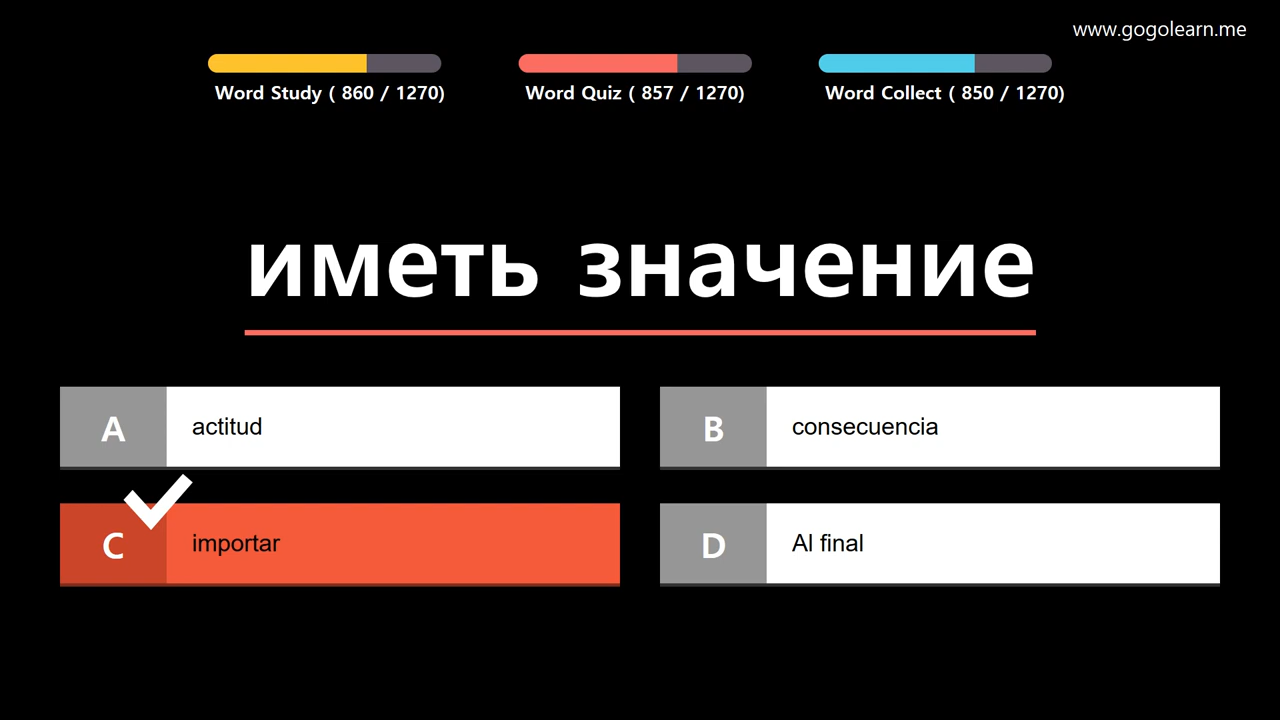 www.gogolearn.me
Word Study ( 860 / 1270)
Word Quiz ( 857 / 1270)
Word Collect ( 850 / 1270)
иметь значение
A
actitud
B
consecuencia
C
importar
D
Al final